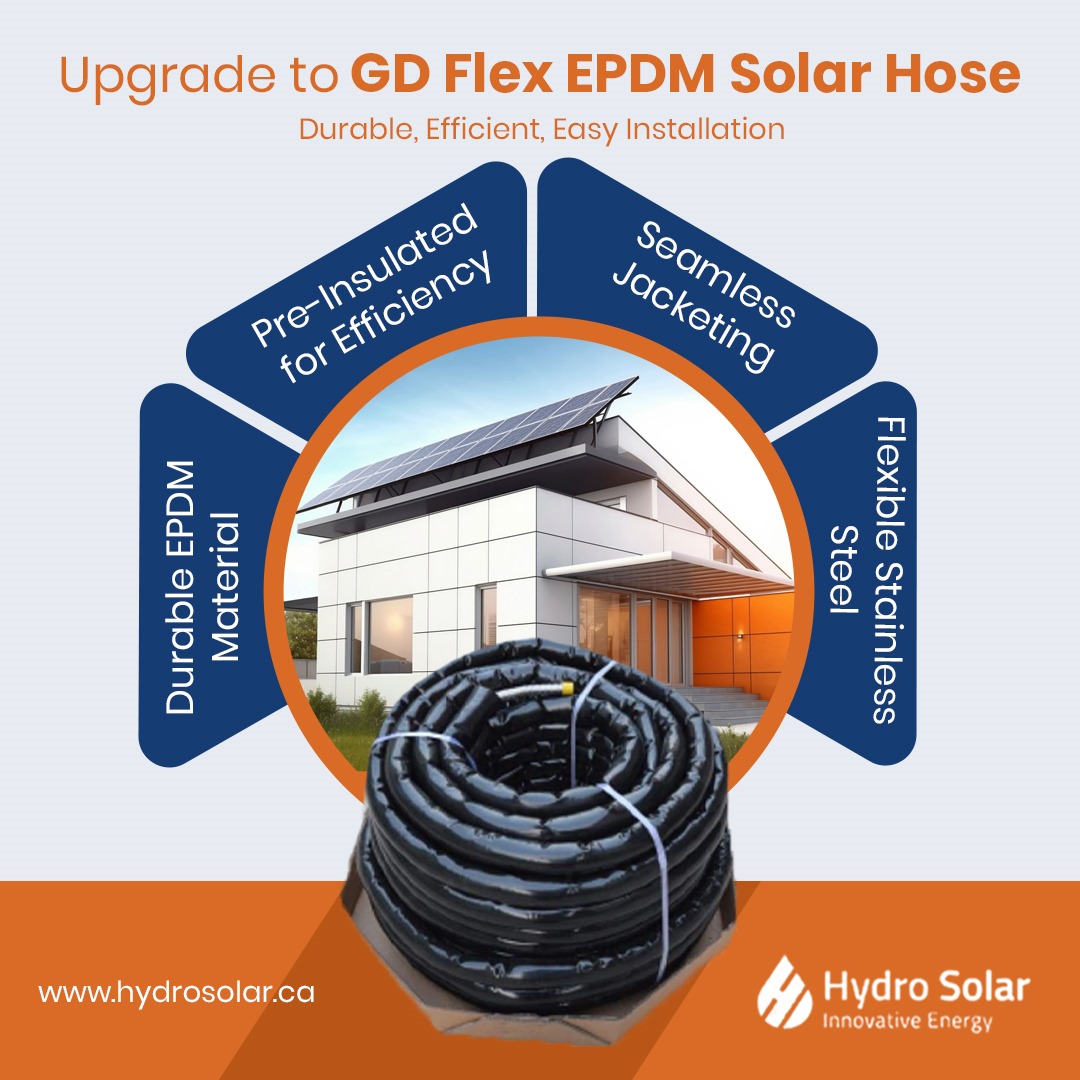 Upgrade to GD Flex EPDM Solar Hose
Durable, Efficient, Easy Installation
Pre-Insulated
for Efficiency
Seamless
Jacketing
Durable EPDM
Material
Flexible Stainless
Steel
www.hydrosolar.ca
Hydro Solar
Innovative Energy